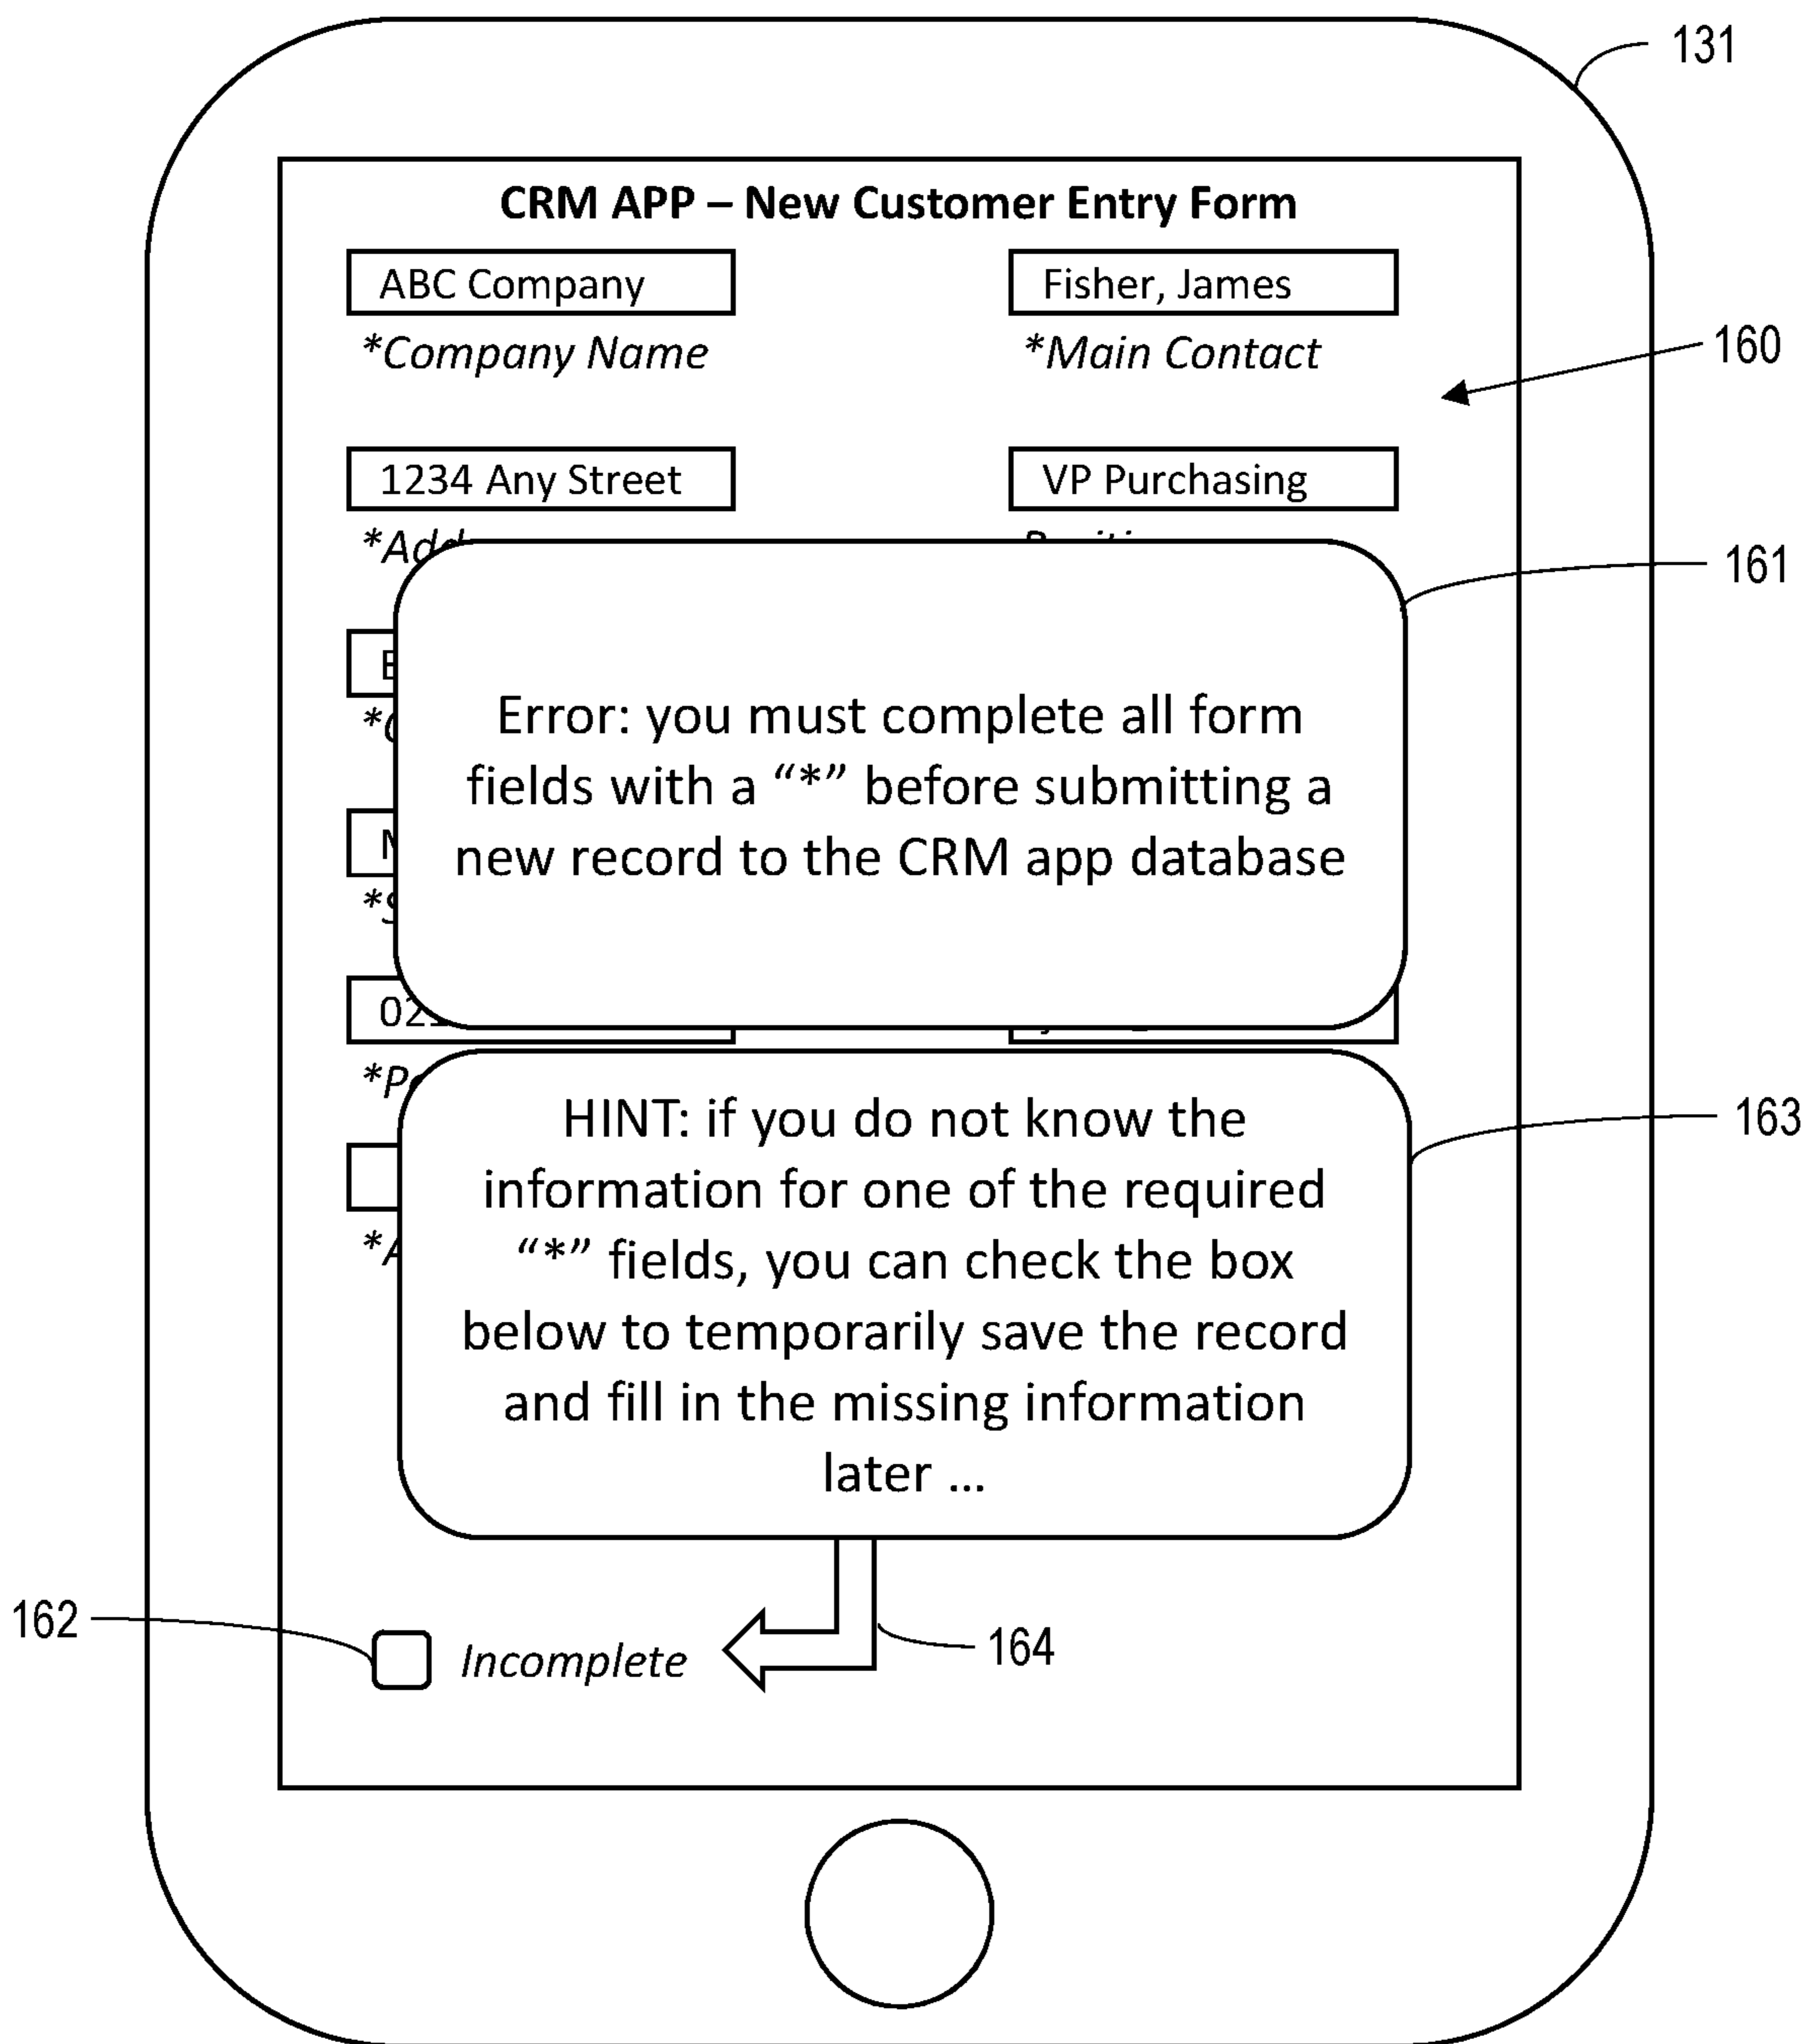 131
CRM APP – New Customer Entry Form
ABC Company
Fisher, James
*Company Name
*Main Contact
160
1234 Any Street
VP Purchasing
161
Error: you must complete all form
fields with a “*” before submitting a
new record to the CRM app database
HINT: if you do not know the
information for one of the required
“*” fields, you can check the box
below to temporarily save the record
and fill in the missing information
later ...
163
162
Incomplete
164